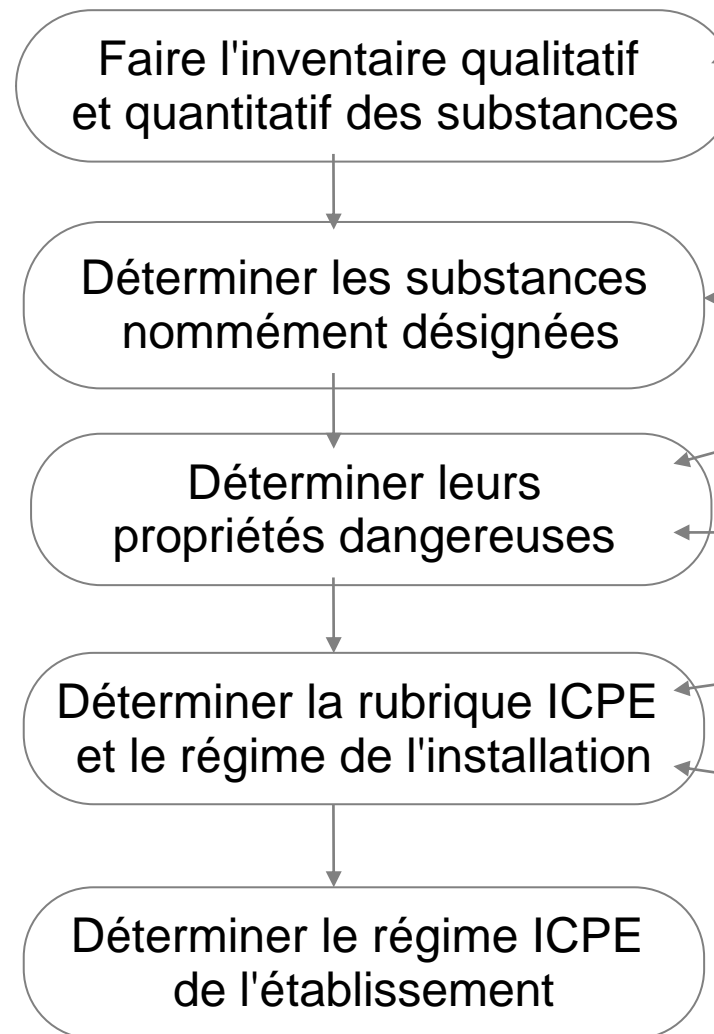 Faire l'inventaire qualitatif
et quantitatif des substances
Déterminer les substances
nommément désignées
Déterminer leurs
propriétés dangereuses
Déterminer la rubrique ICPE
et le régime de l'installation
Déterminer le régime ICPE
de l'établissement